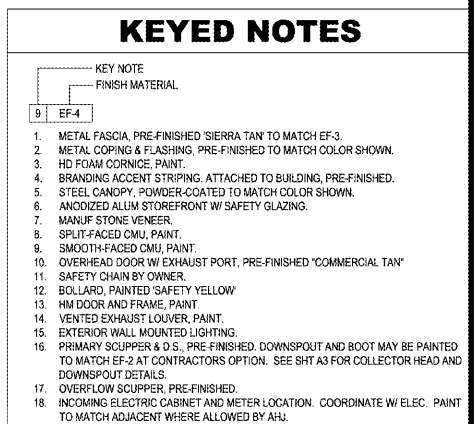 KEYED NOTES
KEY NOTE
FINISH MATERIAL
9 EF-4
1. METAL FASCIA, PRE-FINISHED 'SIERRA TAN' TO MATCH EF-3.
2. METAL COPING & FLASHING, PRE-FINISHED TO MATCH COLOR SHOWN.
3. HD FOAM CORNICE, PAINT.
4. BRANDING ACCENT STRIPING. ATTACHED TO BUILDING, PRE-FINISHED.
5. STEEL CANOPY, POWDER-COATED TO MATCH COLOR SHOWN.
6. ANODIZED ALUM STOREFRONT W/ SAFETY GLAZING.
7. MANUF STONE VENEER.
8. SPLIT-FACED CMU, PAINT.
9. SMOOTH-FACED CMU, PAINT.
10. OVERHEAD DOOR W/ EXHAUST PORT, PRE-FINISHED "COMMERCIAL TAN"
11. SAFETY CHAIN BY OWNER.
12. BOLLARD, PAINTED 'SAFETY YELLOW'
13. HM DOOR AND FRAME, PAINT.
14. VENTED EXHAUST LOUVER, PAINT.
15. EXTERIOR WALL MOUNTED LIGHTING.
16. PRIMARY SCUPPER & D.S., PRE-FINISHED. DOWNSPOUT AND BOOT MAY BE PAINTED
TO MATCH EF-2 AT CONTRACTORS OPTION. SEE SHT A3 FOR COLLECTOR HEAD AND
DOWNSPOUT DETAILS.
17. OVERFLOW SCUPPER, PRE-FINISHED.
18. INCOMING ELECTRIC CABINET AND METER LOCATION. COORDINATE W/ ELEC. PAINT
TO MATCH ADJACENT WHERE ALLOWED BY AHJ.